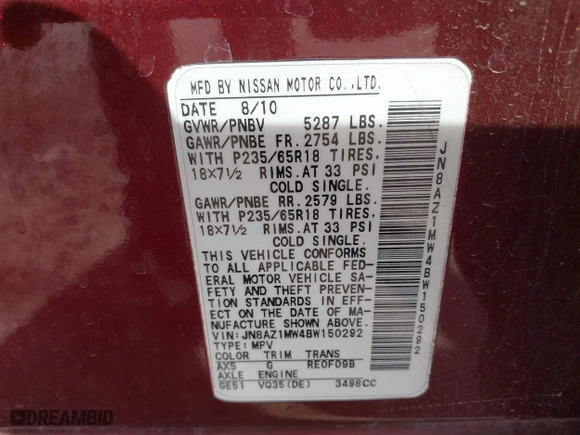 MFD BY NISSAN MOTOR CO.,LTD.
DATE 8/10
GVWR/PNBV 5287 LBS.
GAWR/PNBE FR. 2754 LBS.
WITH P235/65R18 TIRES,
18×7½ RIMS.AT 33 PSI
COLD SINGLE.
GAWR/PNBE RR. 2579 LBS.
WITH P235/65R18 TIRES,
18×7½ RIMS.AT 33 PSI
COLD SINGLE.
THIS VEHICLE CONFORMS
TO ALL APPLICABLE FED-
ERAL MOTOR VEHICLE SA-
FETY AND THEFT PREVEN-
TION STANDARDS IN EFF-
ECT ON THE DATE OF MA-
NUFACTURE SHOWN ABOVE.
VIN:JN8AZ1MW4BW150292
TYPE:MPV
COLOR TRIM TRANS
AX5 G RE0F09B
AXLE ENGINE
GE51 VQ35(DE) 3498CC
JN8AZ1MW4BW150292
DREAMBID